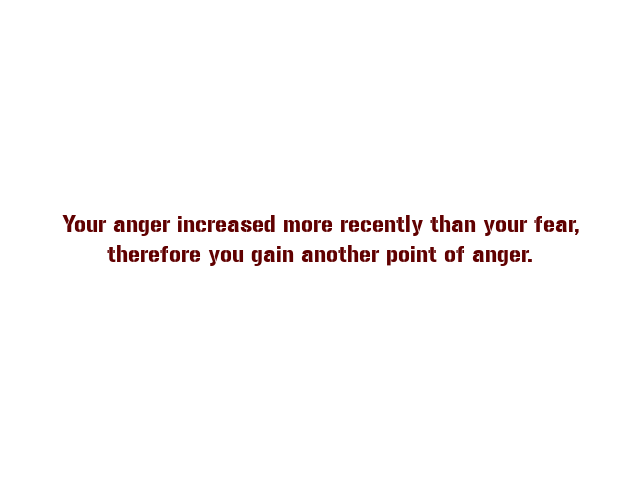 Your anger increased more recently than your fear,
therefore you gain another point of anger.